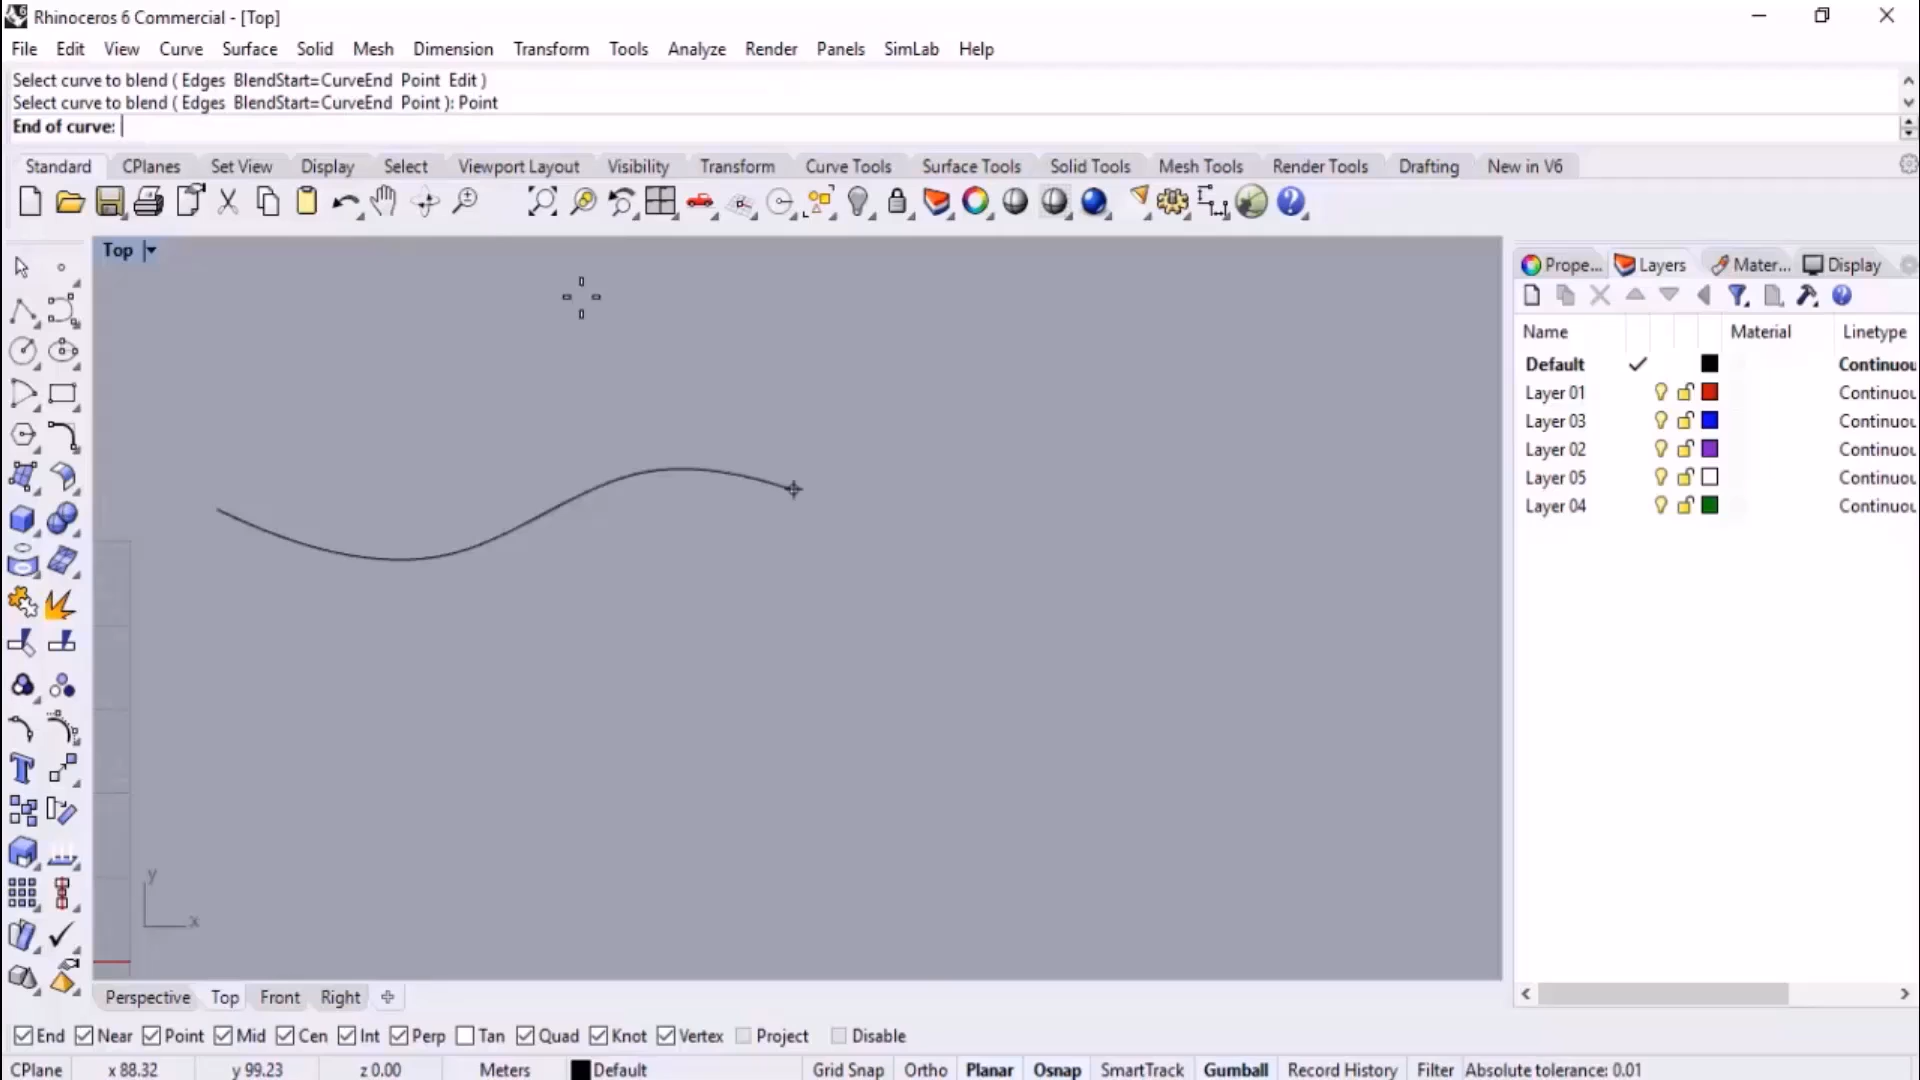 Rhinoceros 6 Commercial - [Top]
File Edit View Curve Surface Solid Mesh Dimension Transform Tools Analyze Render Panels SimLab Help
Select curve to blend ( Edges BlendStart=CurveEnd Point Edit )
Select curve to blend ( Edges BlendStart=CurveEnd Point ): Point
End of curve:
Standard CPlanes Set View Display Select Viewport Layout Visibility Transform Curve Tools Surface Tools Solid Tools Mesh Tools Render Tools Drafting New in V6
Top
Prope... Layers Mater... Display
Name Material Linetype
Default Continuou
Layer 01 Continuou
Layer 03 Continuou
Layer 02 Continuou
Layer 05 Continuou
Layer 04 Continuou
y
x
Perspective Top Front Right
End Near Point Mid Cen Int Perp Tan Quad Knot Vertex Project Disable
CPlane x 88.32 y 99.23 z 0.00 Meters Default Grid Snap Ortho Planar Osnap SmartTrack Gumball Record History Filter Absolute tolerance: 0.01